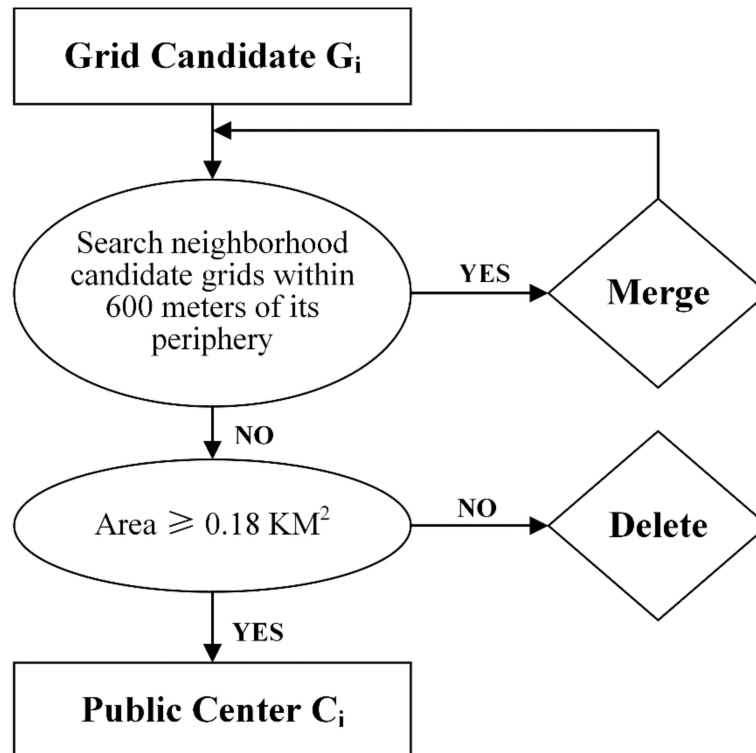 Grid Candidate Gᵢ
Search neighborhood
candidate grids within
600 meters of its
periphery
YES
Merge
NO
Area ⩾ 0.18 KM²
NO
Delete
YES
Public Center Cᵢ